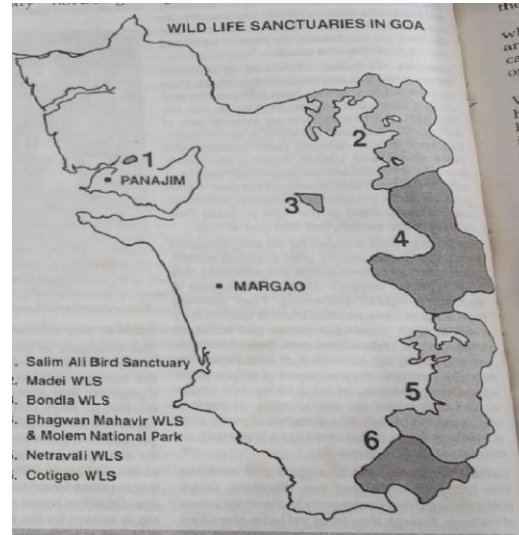 WILD LIFE SANCTUARIES IN GOA
1
PANAJIM
2
3
4
MARGAO
5
6
. Salim Ali Bird Sanctuary
. Madei WLS
. Bondla WLS
. Bhagwan Mahavir WLS
& Molem National Park
. Netravali WLS
. Cotigao WLS